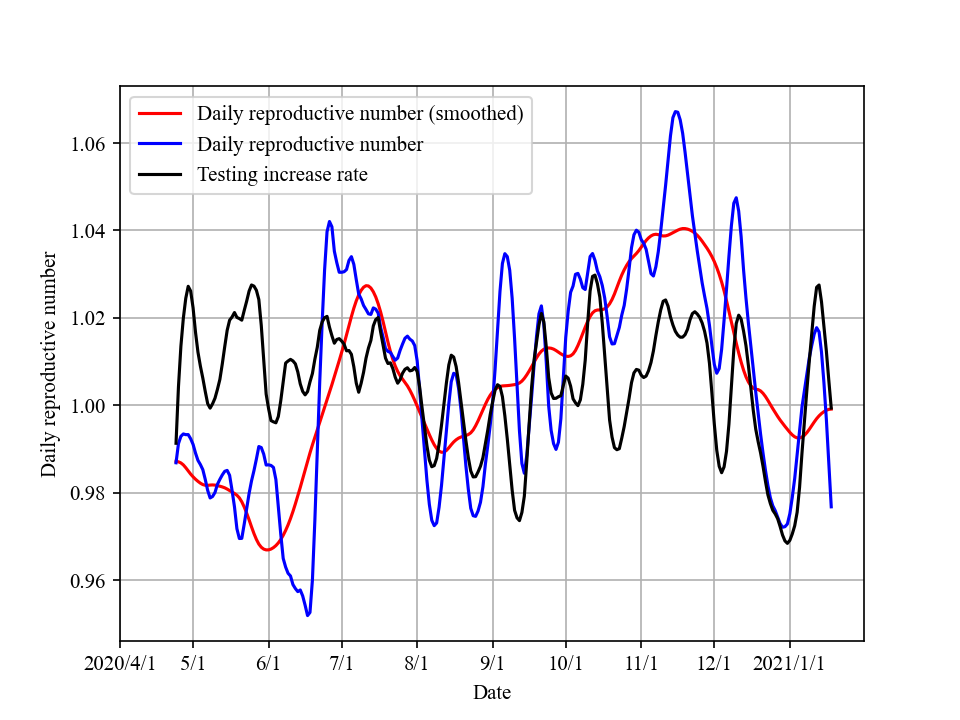 Daily reproductive number (smoothed)
Daily reproductive number
Testing increase rate
Daily reproductive number
1.06
1.04
1.02
1.00
0.98
0.96
2020/4/1 5/1 6/1 7/1 8/1 9/1 10/1 11/1 12/1 2021/1/1
Date